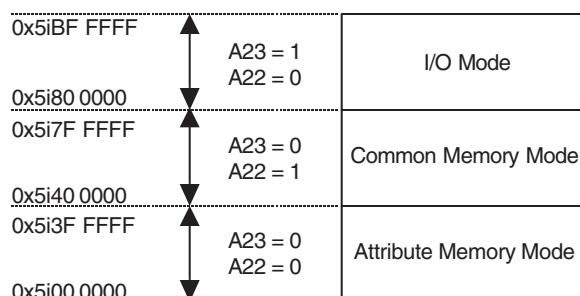 0x5iBF FFFF
A23 = 1
A22 = 0
I/O Mode
0x5i80 0000
0x5i7F FFFF
A23 = 0
A22 = 1
Common Memory Mode
0x5i40 0000
0x5i3F FFFF
A23 = 0
A22 = 0
Attribute Memory Mode
0x5i00 0000